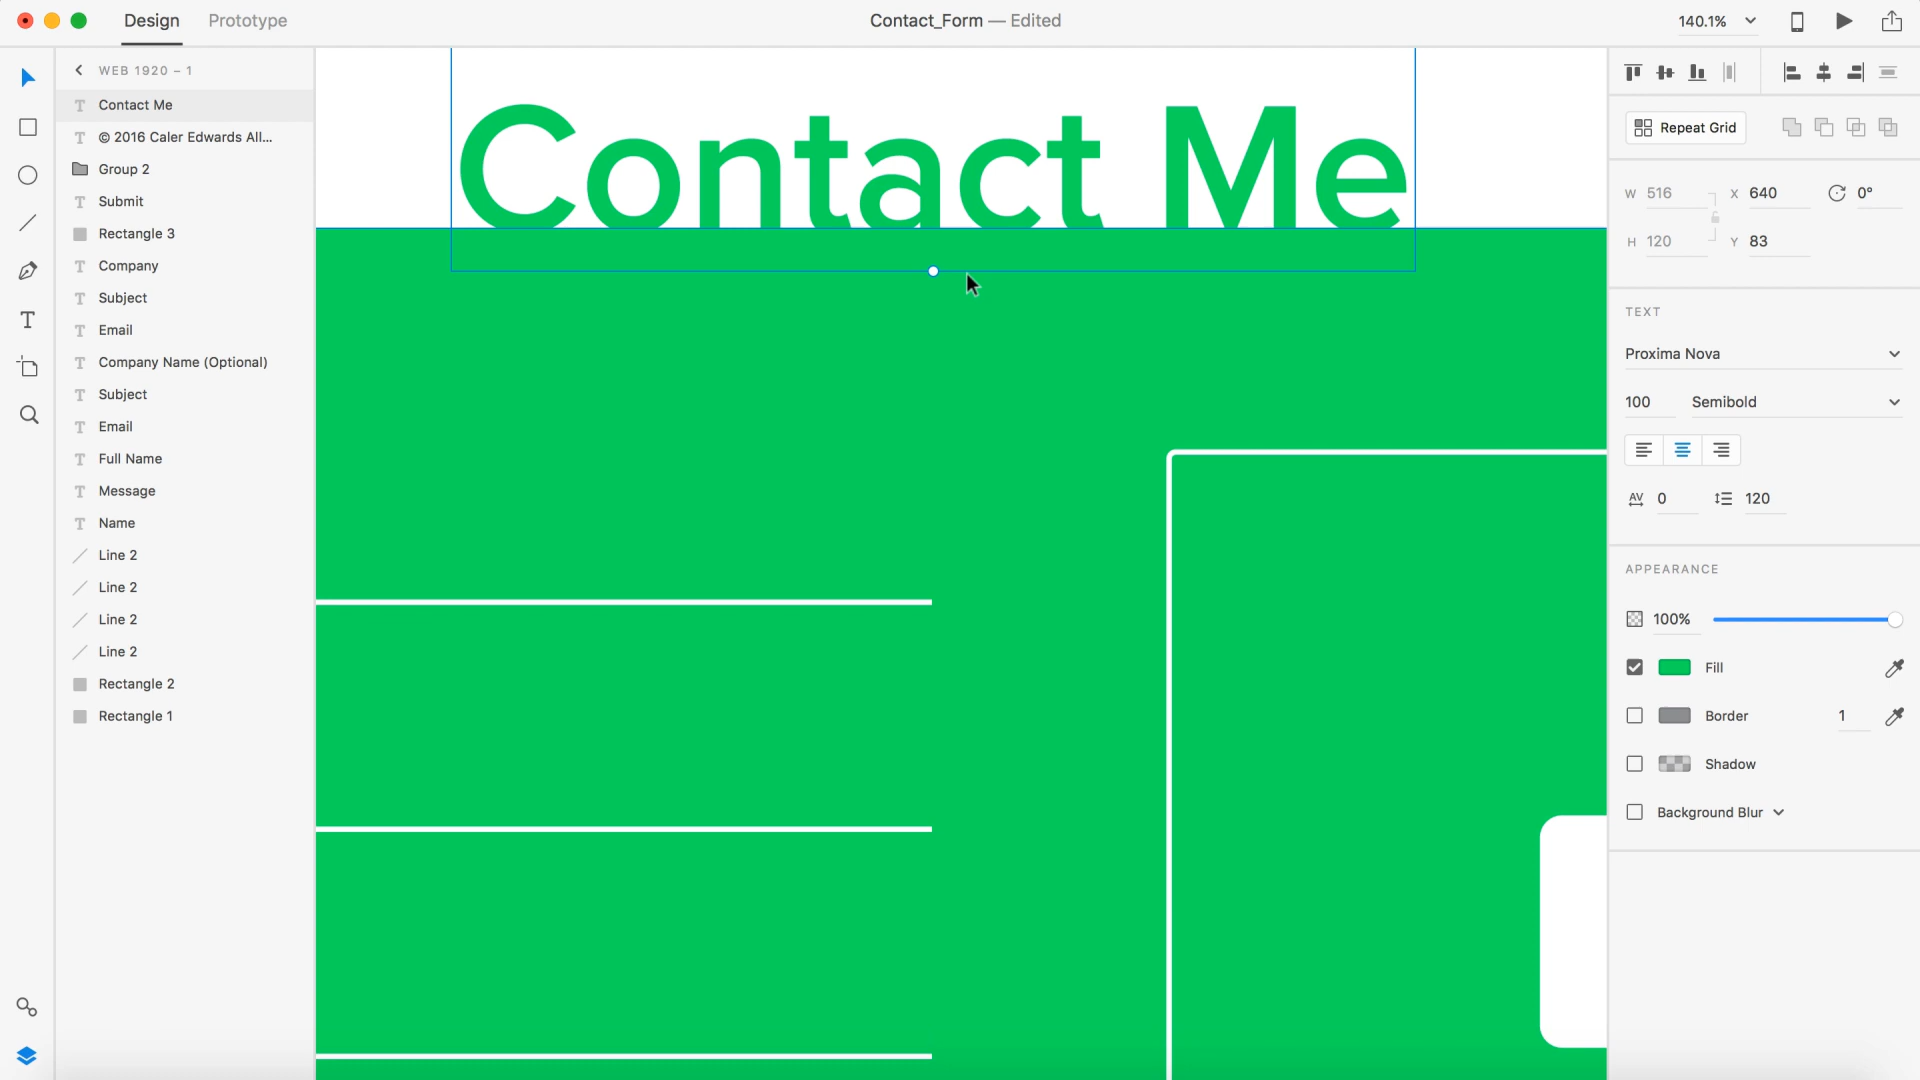 Design
Prototype
Contact_Form — Edited
140.1%
WEB 1920 – 1
Contact Me
© 2016 Caler Edwards All...
Group 2
Submit
Rectangle 3
Company
Subject
Email
Company Name (Optional)
Subject
Email
Full Name
Message
Name
Line 2
Line 2
Line 2
Line 2
Rectangle 2
Rectangle 1
Contact Me
Repeat Grid
W 516
X 640
0°
H 120
Y 83
TEXT
Proxima Nova
100
Semibold
AV 0
120
APPEARANCE
100%
Fill
Border
1
Shadow
Background Blur